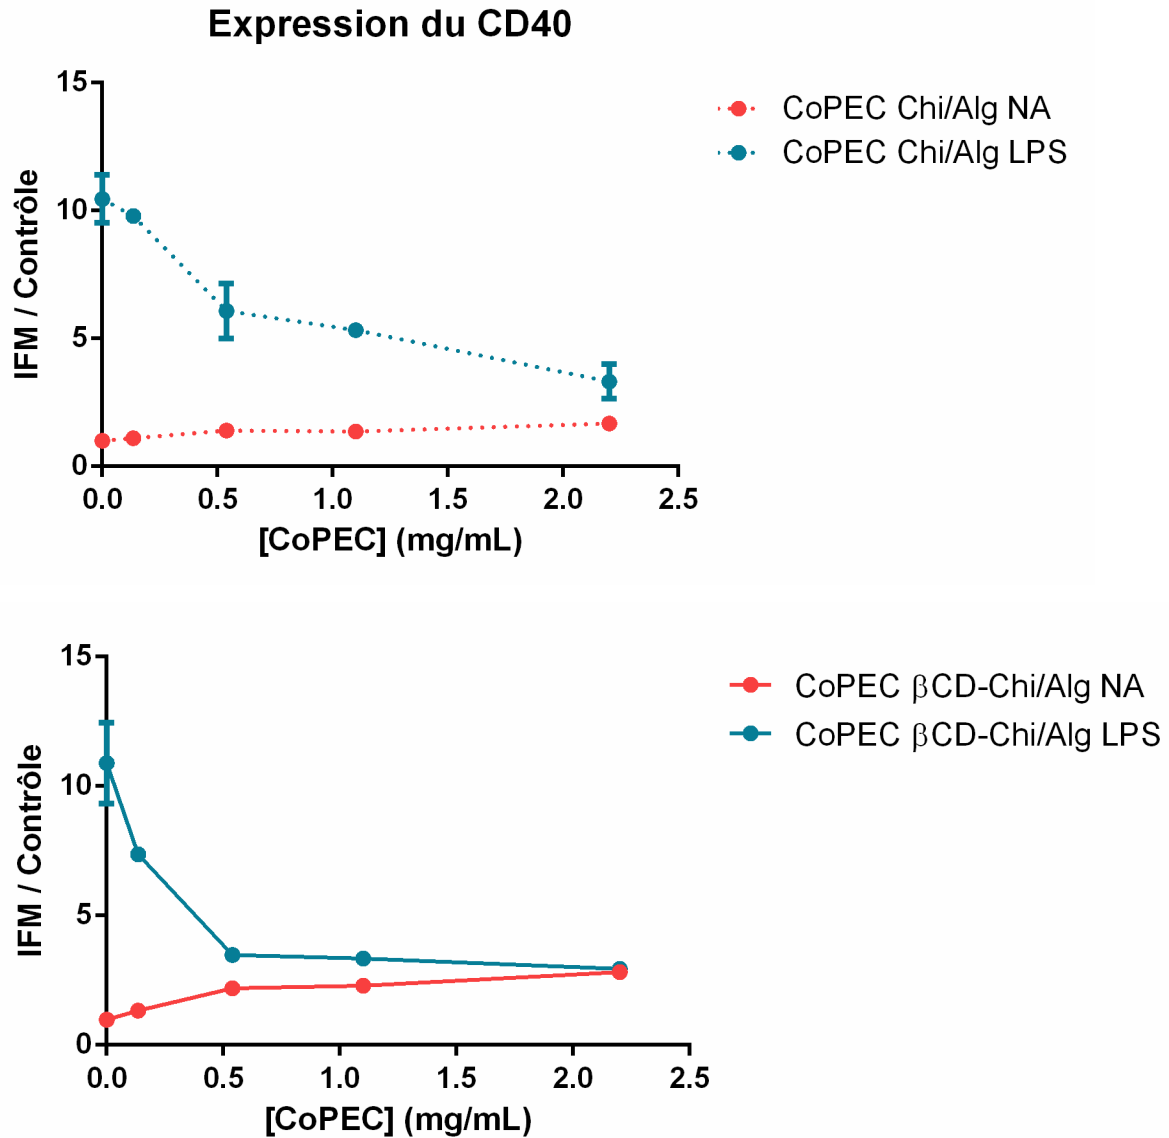 Expression du CD40
15
10
5
0
IFM / Contrôle
0.0 0.5 1.0 1.5 2.0 2.5
[CoPEC] (mg/mL)
CoPEC Chi/Alg NA
CoPEC Chi/Alg LPS
15
10
5
0
IFM / Contrôle
0.0 0.5 1.0 1.5 2.0 2.5
[CoPEC] (mg/mL)
CoPEC βCD-Chi/Alg NA
CoPEC βCD-Chi/Alg LPS